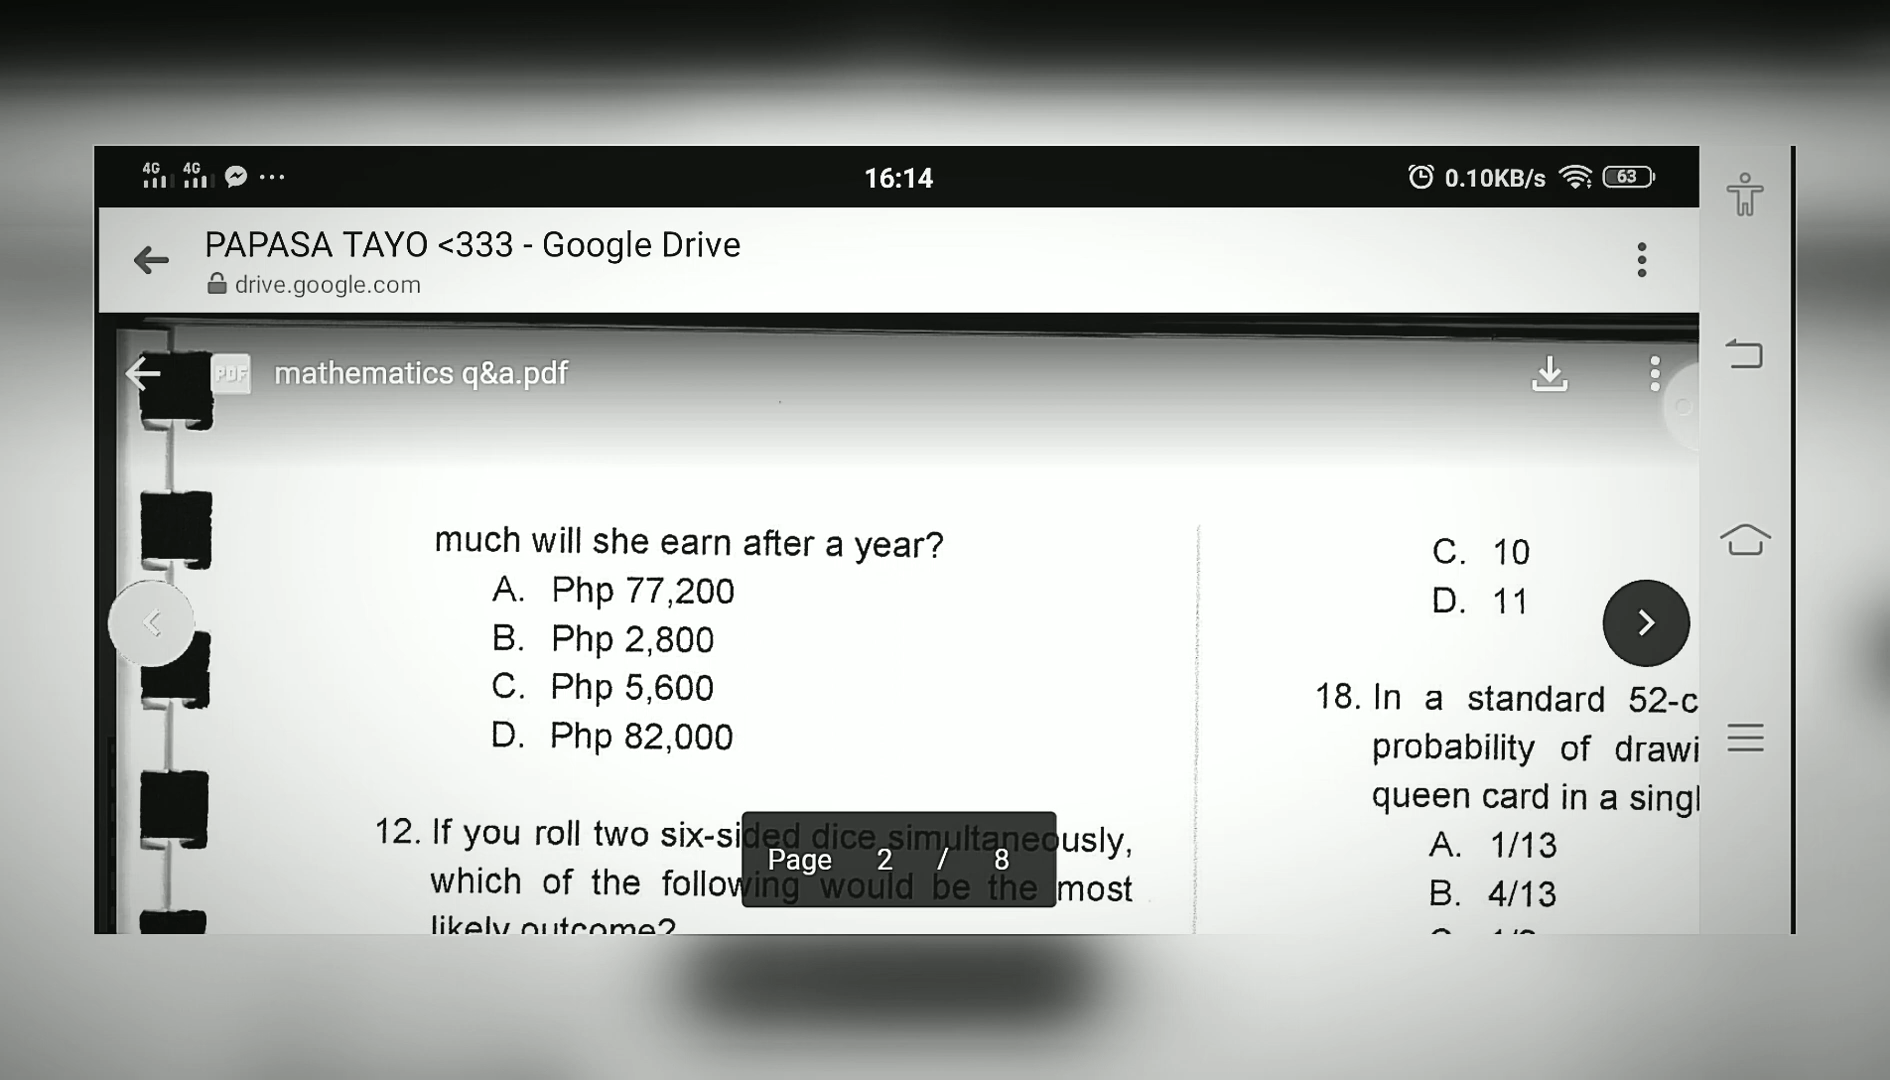 4G 4G ...
16:14
0.10KB/s 63
PAPASA TAYO <333 - Google Drive
drive.google.com
PDF mathematics q&a.pdf
much will she earn after a year?
A. Php 77,200
B. Php 2,800
C. Php 5,600
D. Php 82,000
12. If you roll two six-sided dice simultaneously,
which of the following would be the most
likely outcome?
Page 2 / 8
C. 10
D. 11
18. In a standard 52-c
probability of drawi
queen card in a singl
A. 1/13
B. 4/13